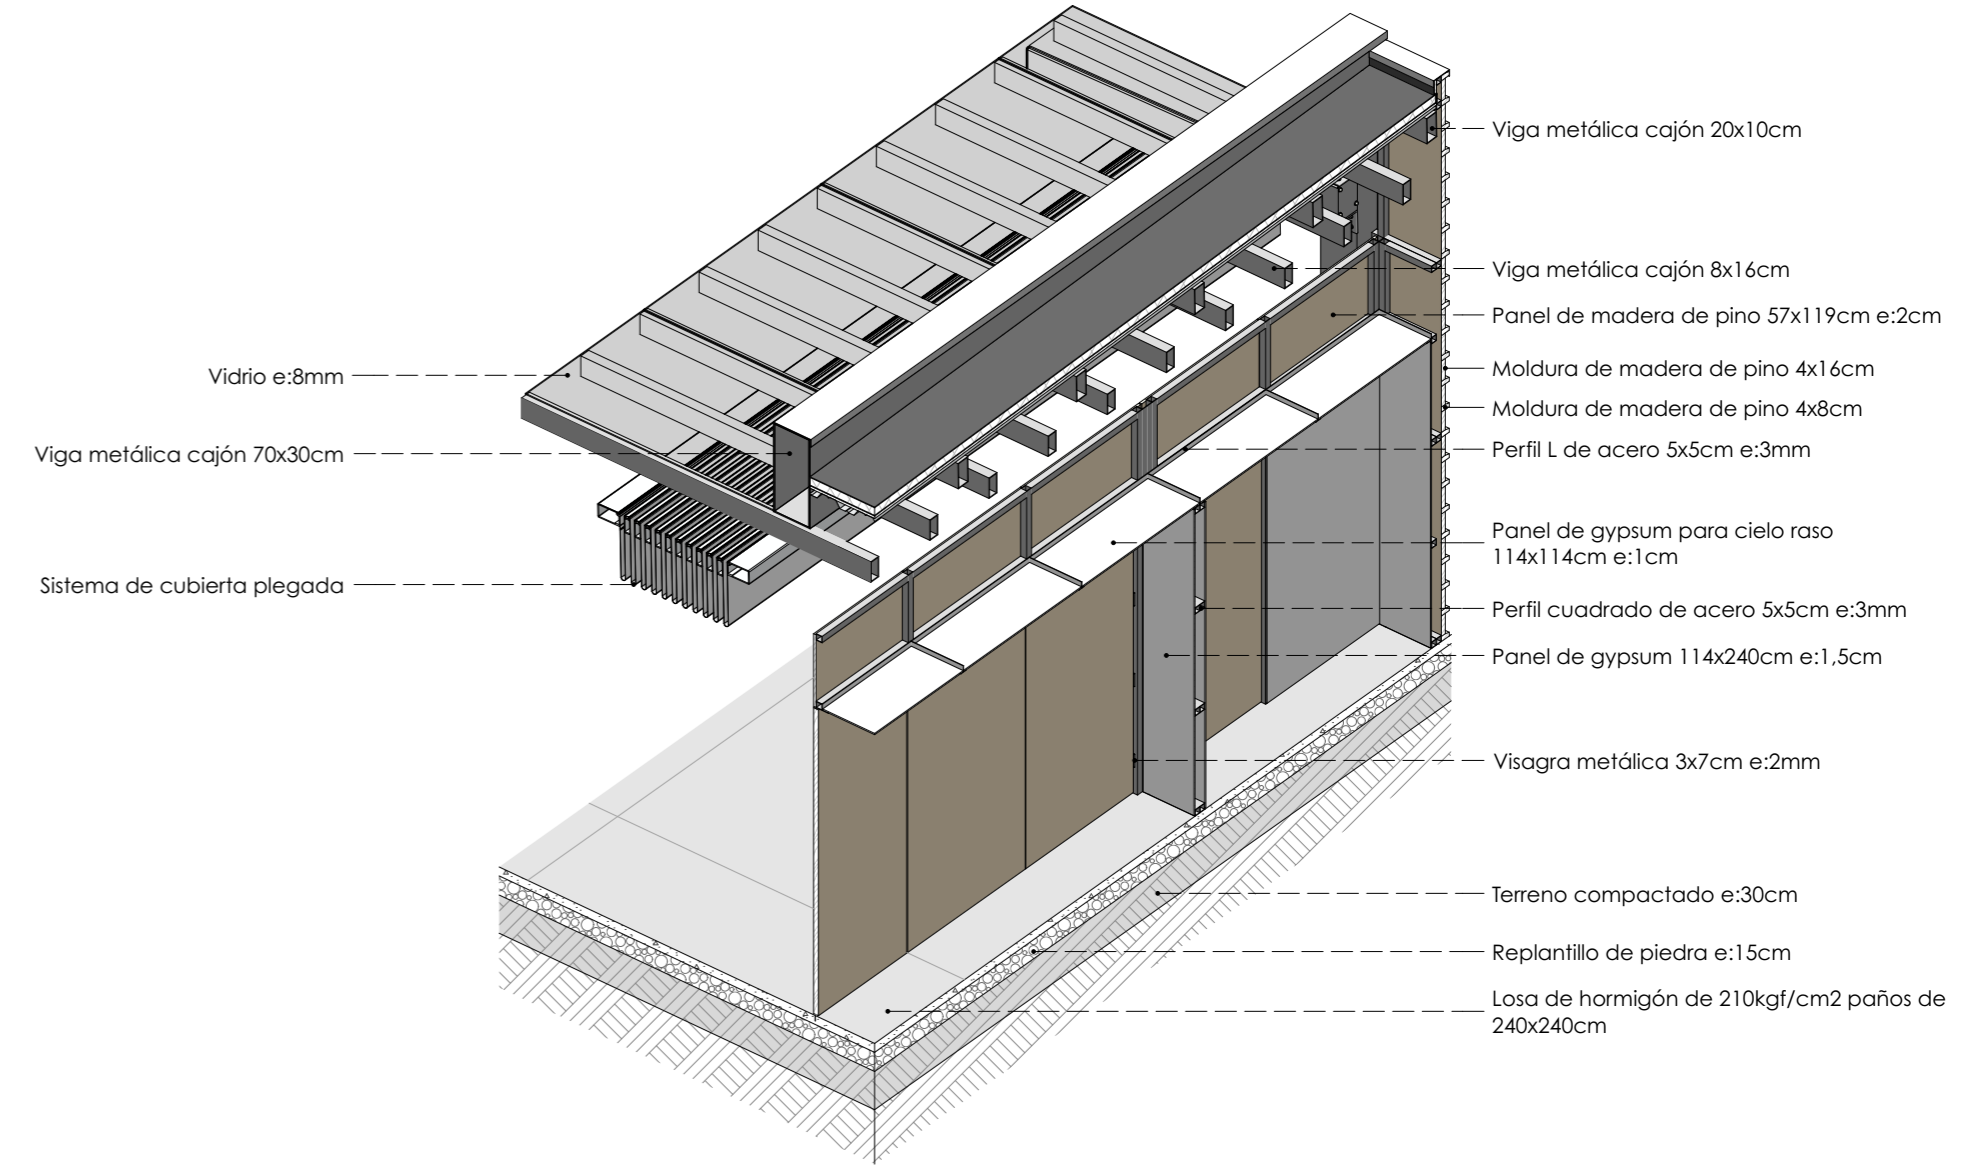 Vidrio e:8mm
Viga metálica cajón 70x30cm
Sistema de cubierta plegada
Viga metálica cajón 20x10cm
Viga metálica cajón 8x16cm
Panel de madera de pino 57x119cm e:2cm
Moldura de madera de pino 4x16cm
Moldura de madera de pino 4x8cm
Perfil L de acero 5x5cm e:3mm
Panel de gypsum para cielo raso
114x114cm e:1cm
Perfil cuadrado de acero 5x5cm e:3mm
Panel de gypsum 114x240cm e:1,5cm
Visagra metálica 3x7cm e:2mm
Terreno compactado e:30cm
Replantillo de piedra e:15cm
Losa de hormigón de 210kgf/cm2 paños de
240x240cm